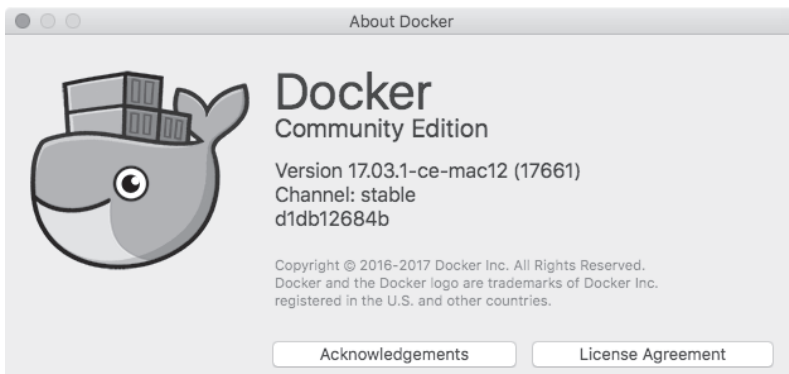 About Docker
Docker
Community Edition
Version 17.03.1-ce-mac12 (17661)
Channel: stable
d1db12684b
Copyright © 2016-2017 Docker Inc. All Rights Reserved.
Docker and the Docker logo are trademarks of Docker Inc.
registered in the U.S. and other countries.
Acknowledgements
License Agreement